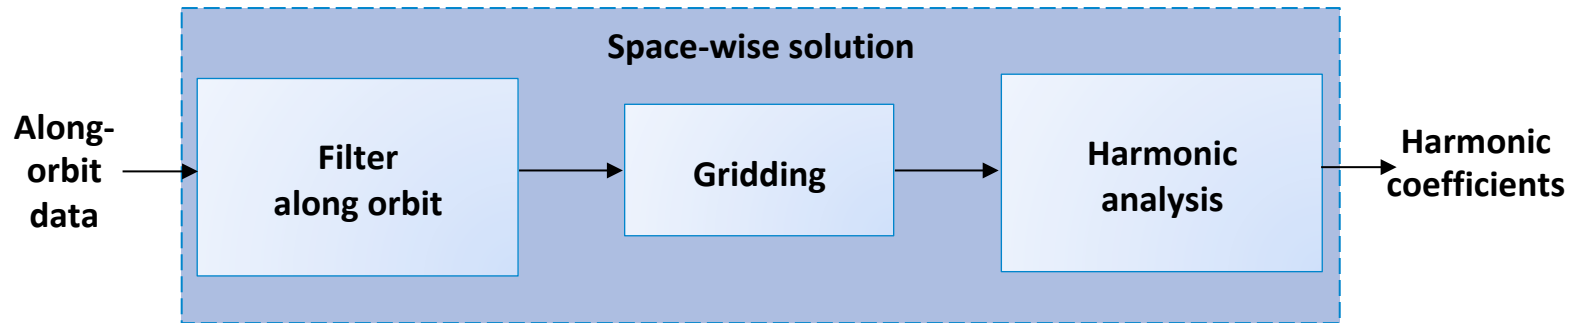 Space-wise solution
Along-
orbit
data
Filter
along orbit
Gridding
Harmonic
analysis
Harmonic
coefficients